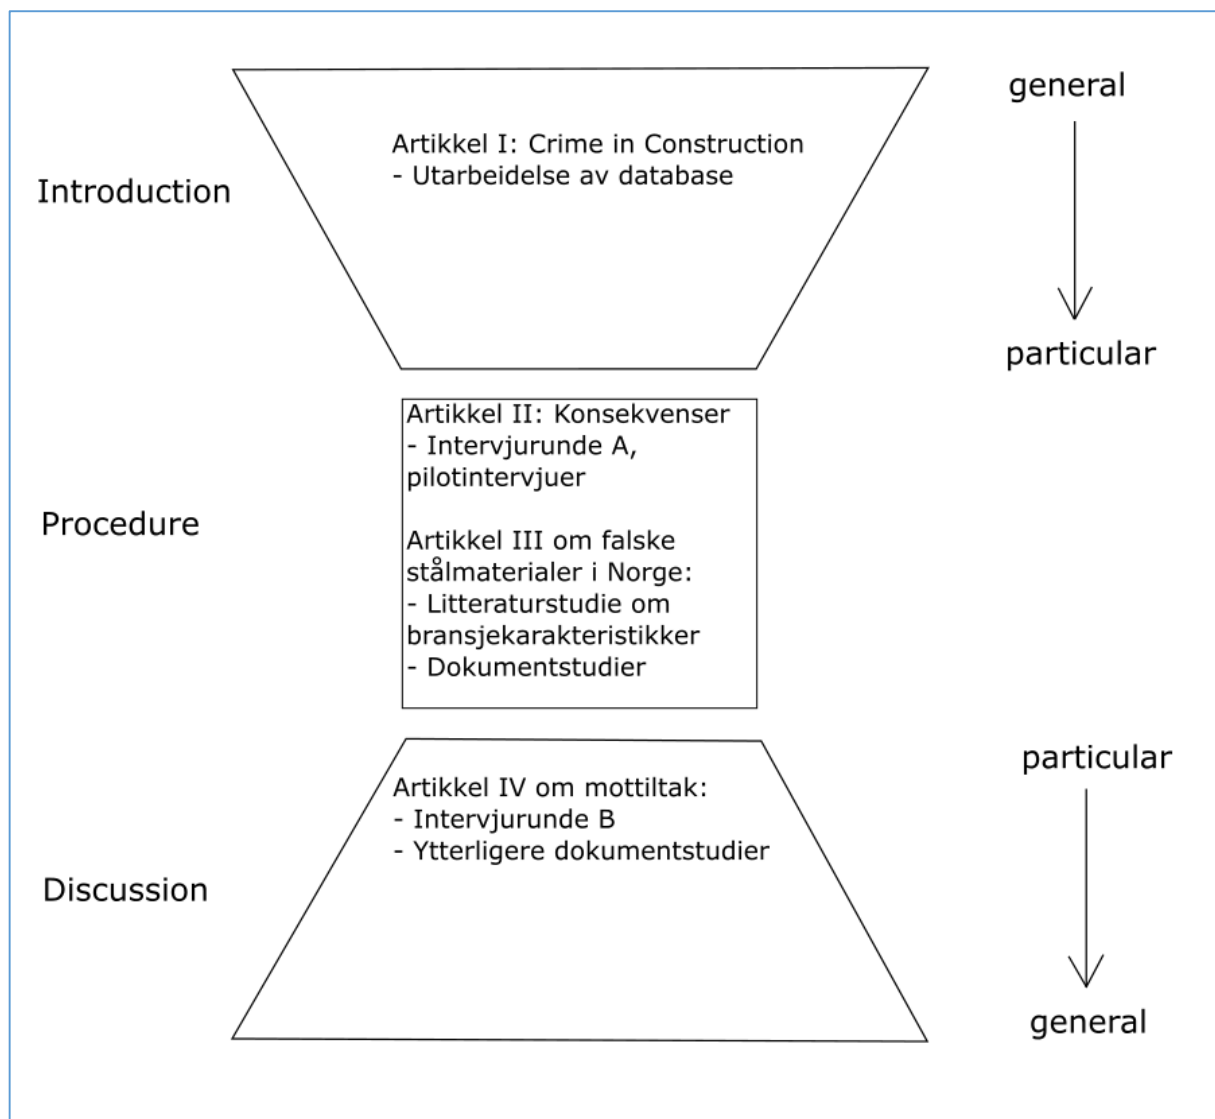 general
Artikkel I: Crime in Construction
- Utarbeidelse av database
Introduction
particular
Artikkel II: Konsekvenser
- Intervjurunde A,
pilotintervjuer
Procedure
Artikkel III om falske
stålmaterialer i Norge:
- Litteraturstudie om
bransjekarakteristikker
- Dokumentstudier
particular
Artikkel IV om mottiltak:
- Intervjurunde B
- Ytterligere dokumentstudier
Discussion
general